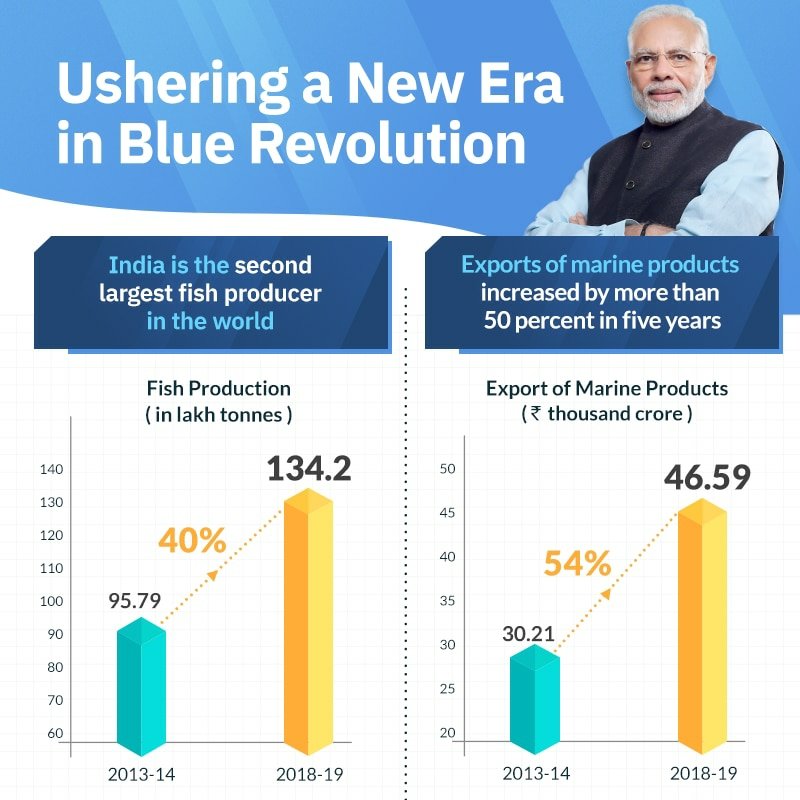 Ushering a New Era
in Blue Revolution
India is the second
largest fish producer
in the world
Exports of marine products
increased by more than
50 percent in five years
Fish Production
( in lakh tonnes )
140
130
120
110
100
90
80
70
60
95.79
40%
134.2
2013-14
2018-19
Export of Marine Products
( ₹ thousand crore )
50
45
40
35
30
25
20
30.21
54%
46.59
2013-14
2018-19